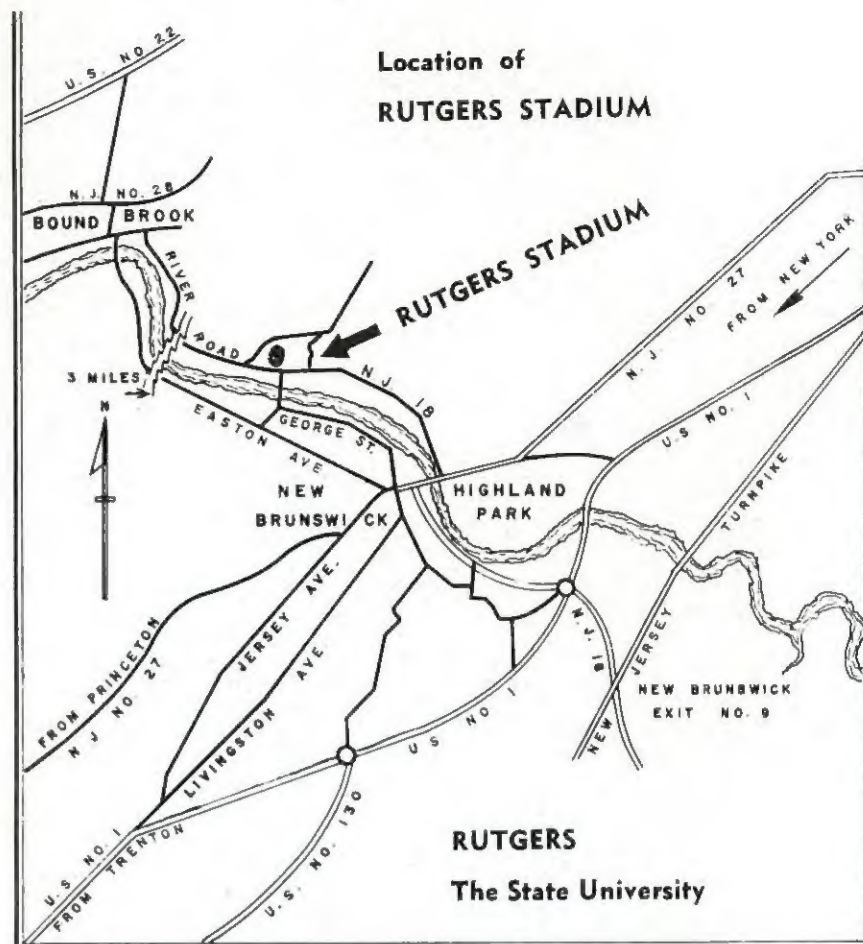 Location of
RUTGERS STADIUM
U.S. NO 22
N.J. NO. 28
BOUND BROOK
RIVER ROAD
RUTGERS STADIUM
N.J. NO. 27
FROM NEW YORK
3 MILES
N
N.J. 18
GEORGE ST.
EASTON AVE
U.S NO. 1
NEW
BRUNSWICK
HIGHLAND
PARK
NEW JERSEY TURNPIKE
JERSEY AVE.
LIVINGSTON AVE.
FROM PRINCETON
N J NO. 27
N.J. 18
NEW BRUNSWICK
EXIT NO. 9
US NO 1
U.S. NO. 1
FROM TRENTON
U.S. NO. 130
RUTGERS
The State University